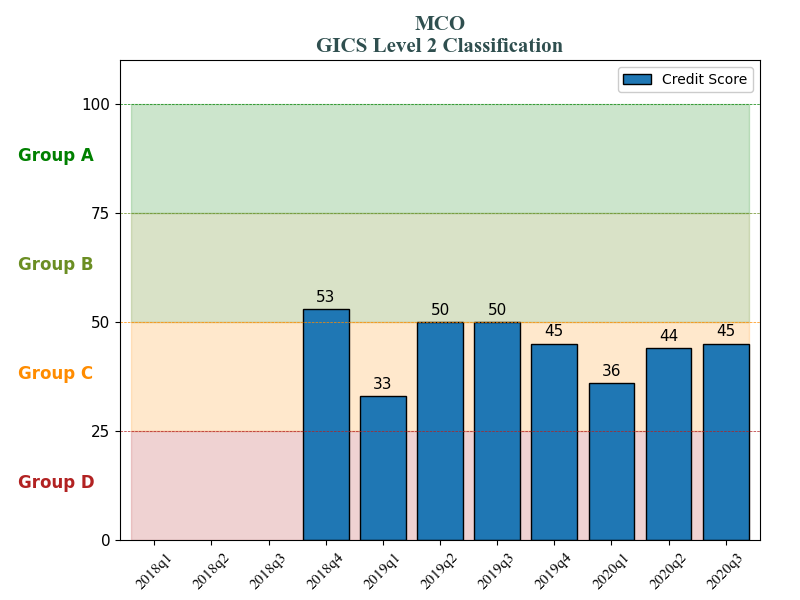 MCO
GICS Level 2 Classification
Credit Score
100
Group A
75
Group B
53
50
50
50
45
45
44
Group C
36
33
25
Group D
0
2018q1 2018q2 2018q3 2018q4 2019q1 2019q2 2019q3 2019q4 2020q1 2020q2 2020q3